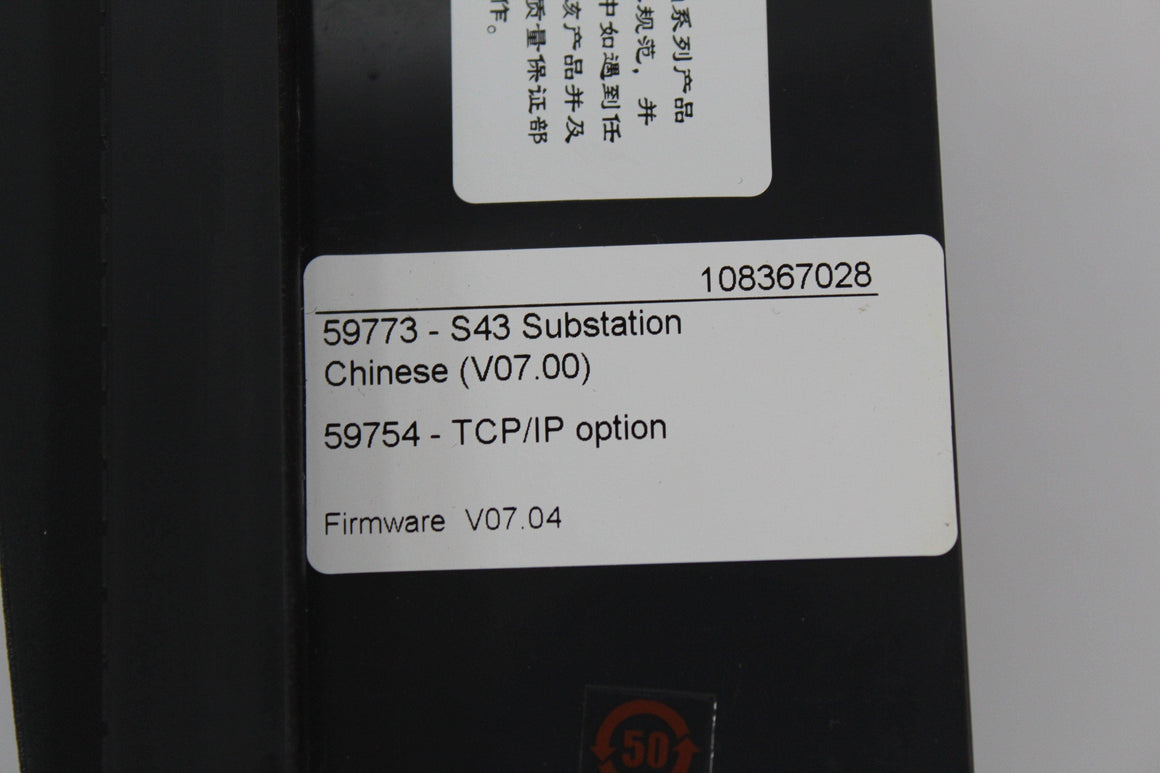 系列产品
规范，并
中如遇到任
该产品并及
质量保证部
作。
108367028
59773 - S43 Substation
Chinese (V07.00)
59754 - TCP/IP option
Firmware V07.04
50